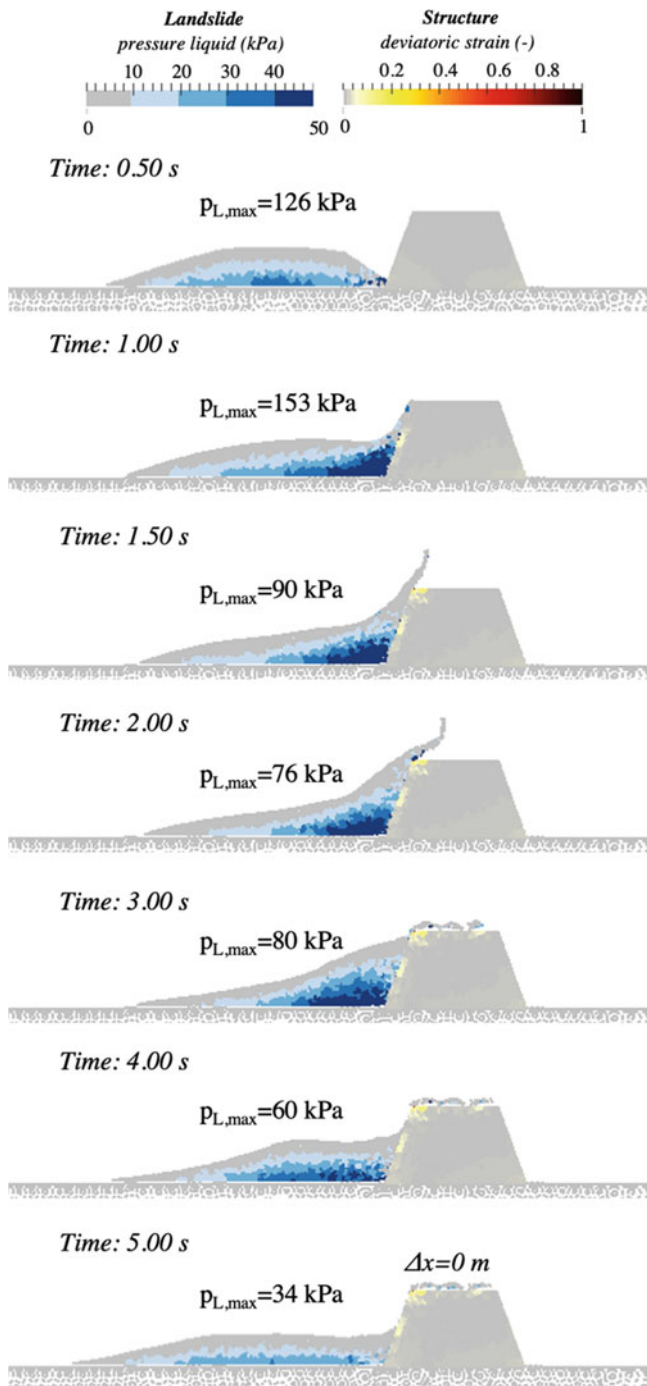 Landslide
pressure liquid (kPa)
10 20 30 40
0 50
Structure
deviatoric strain (-)
0.2 0.4 0.6 0.8
0 1
Time: 0.50 s
pL,max=126 kPa
Time: 1.00 s
pL,max=153 kPa
Time: 1.50 s
pL,max=90 kPa
Time: 2.00 s
pL,max=76 kPa
Time: 3.00 s
pL,max=80 kPa
Time: 4.00 s
pL,max=60 kPa
Time: 5.00 s
Δx=0 m
pL,max=34 kPa